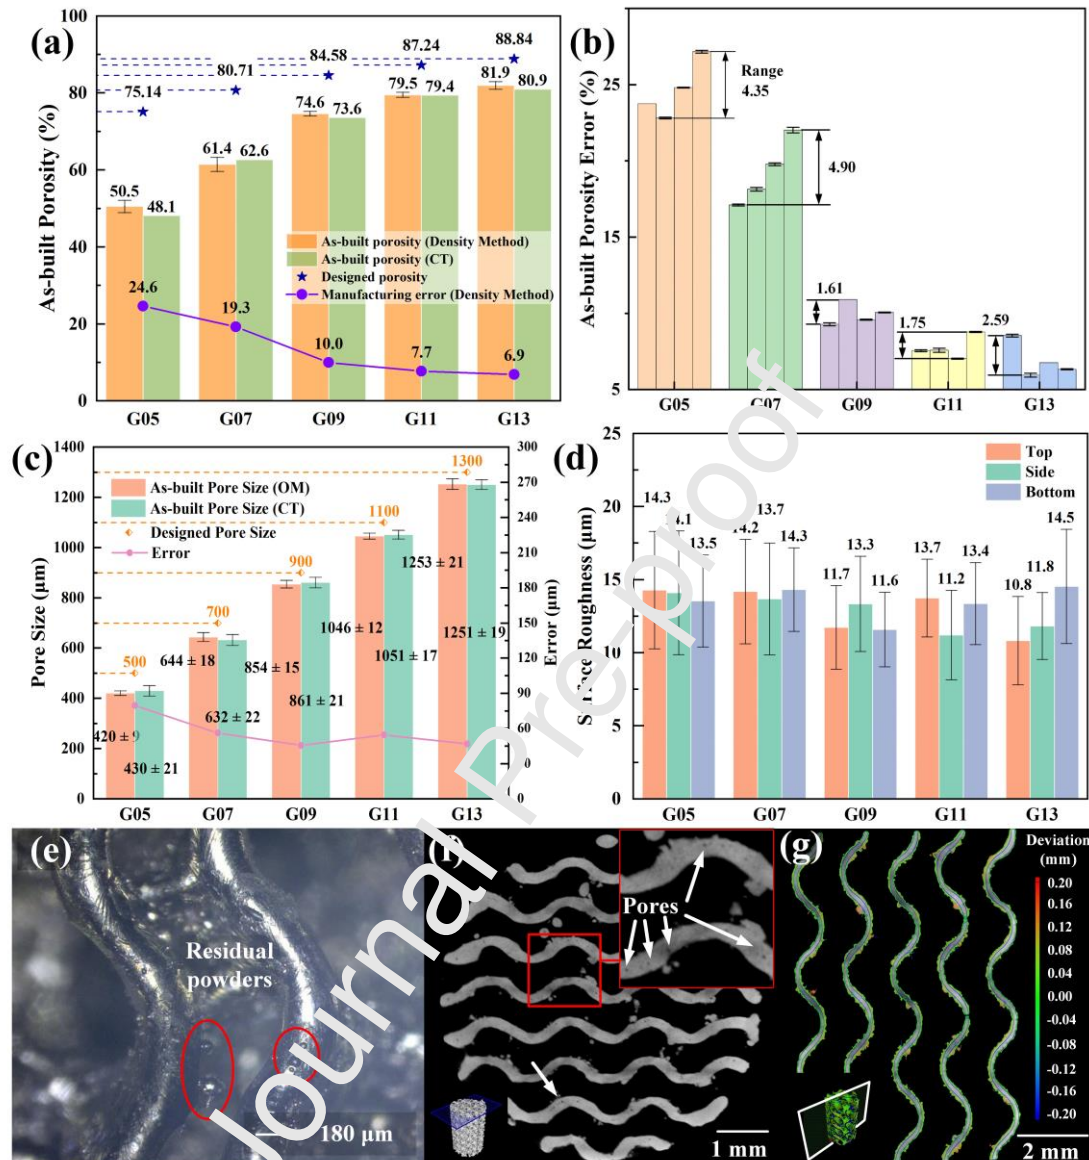 (a)
As-built Porosity (%)
100
80
60
40
20
0
75.14
80.71
84.58
87.24
88.84
50.5
48.1
61.4
62.6
74.6
73.6
79.5
79.4
81.9
80.9
As-built porosity (Density Method)
As-built porosity (CT)
Designed porosity
Manufacturing error (Density Method)
24.6
19.3
10.0
7.7
6.9
G05 G07 G09 G11 G13
(b)
As-built Porosity Error (%)
25
15
5
Range
4.35
4.90
1.61
1.75
2.59
G05 G07 G09 G11 G13
(c)
Pore Size (μm)
1400
1200
1000
800
600
400
200
0
As-built Pore Size (OM)
As-built Pore Size (CT)
Designed Pore Size
Error
500
700
900
1100
1300
420 ± 9
430 ± 21
644 ± 18
632 ± 22
854 ± 15
861 ± 21
1046 ± 12
1051 ± 17
1253 ± 21
1251 ± 19
300
270
240
210
180
150
120
90
60
0
Error (μm)
G05 G07 G09 G11 G13
(d)
Surface Roughness (μm)
25
20
15
10
5
0
Top
Side
Bottom
14.3
14.1
13.5
14.2
13.7
14.3
11.7
13.3
11.6
13.7
11.2
13.4
10.8
11.8
14.5
G05 G07 G09 G11 G13
(e)
Residual
powders
180 μm
(f)
Pores
1 mm
(g)
Deviation
(mm)
0.20
0.16
0.12
0.08
0.04
0.00
-0.04
-0.08
-0.12
-0.16
-0.20
2 mm
Journal Pre-proof